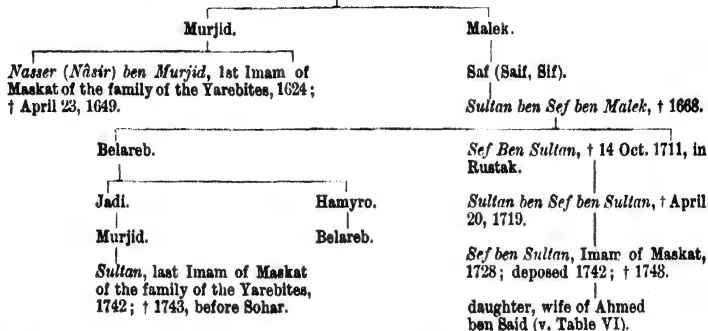 Murjid.
Malek.
Nasser (Nâsir) ben Murjid, 1st Imam of
Maskat of the family of the Yarebites, 1624;
† April 23, 1649.
Saf (Saif, Sif).
Sultan ben Sef ben Malek, † 1668.
Belareb.
Sef Ben Sultan, † 14 Oct. 1711, in
Rustak.
Jadi.
Hamyro.
Sultan ben Sef ben Sultan, † April
20, 1719.
Murjid.
Belareb.
Sef ben Sultan, Imam of Maskat,
1728; deposed 1742; † 1743.
Sultan, last Imam of Maskat
of the family of the Yarebites,
1742; † 1743, before Sohar.
daughter, wife of Ahmed
ben Said (v. Table VI).